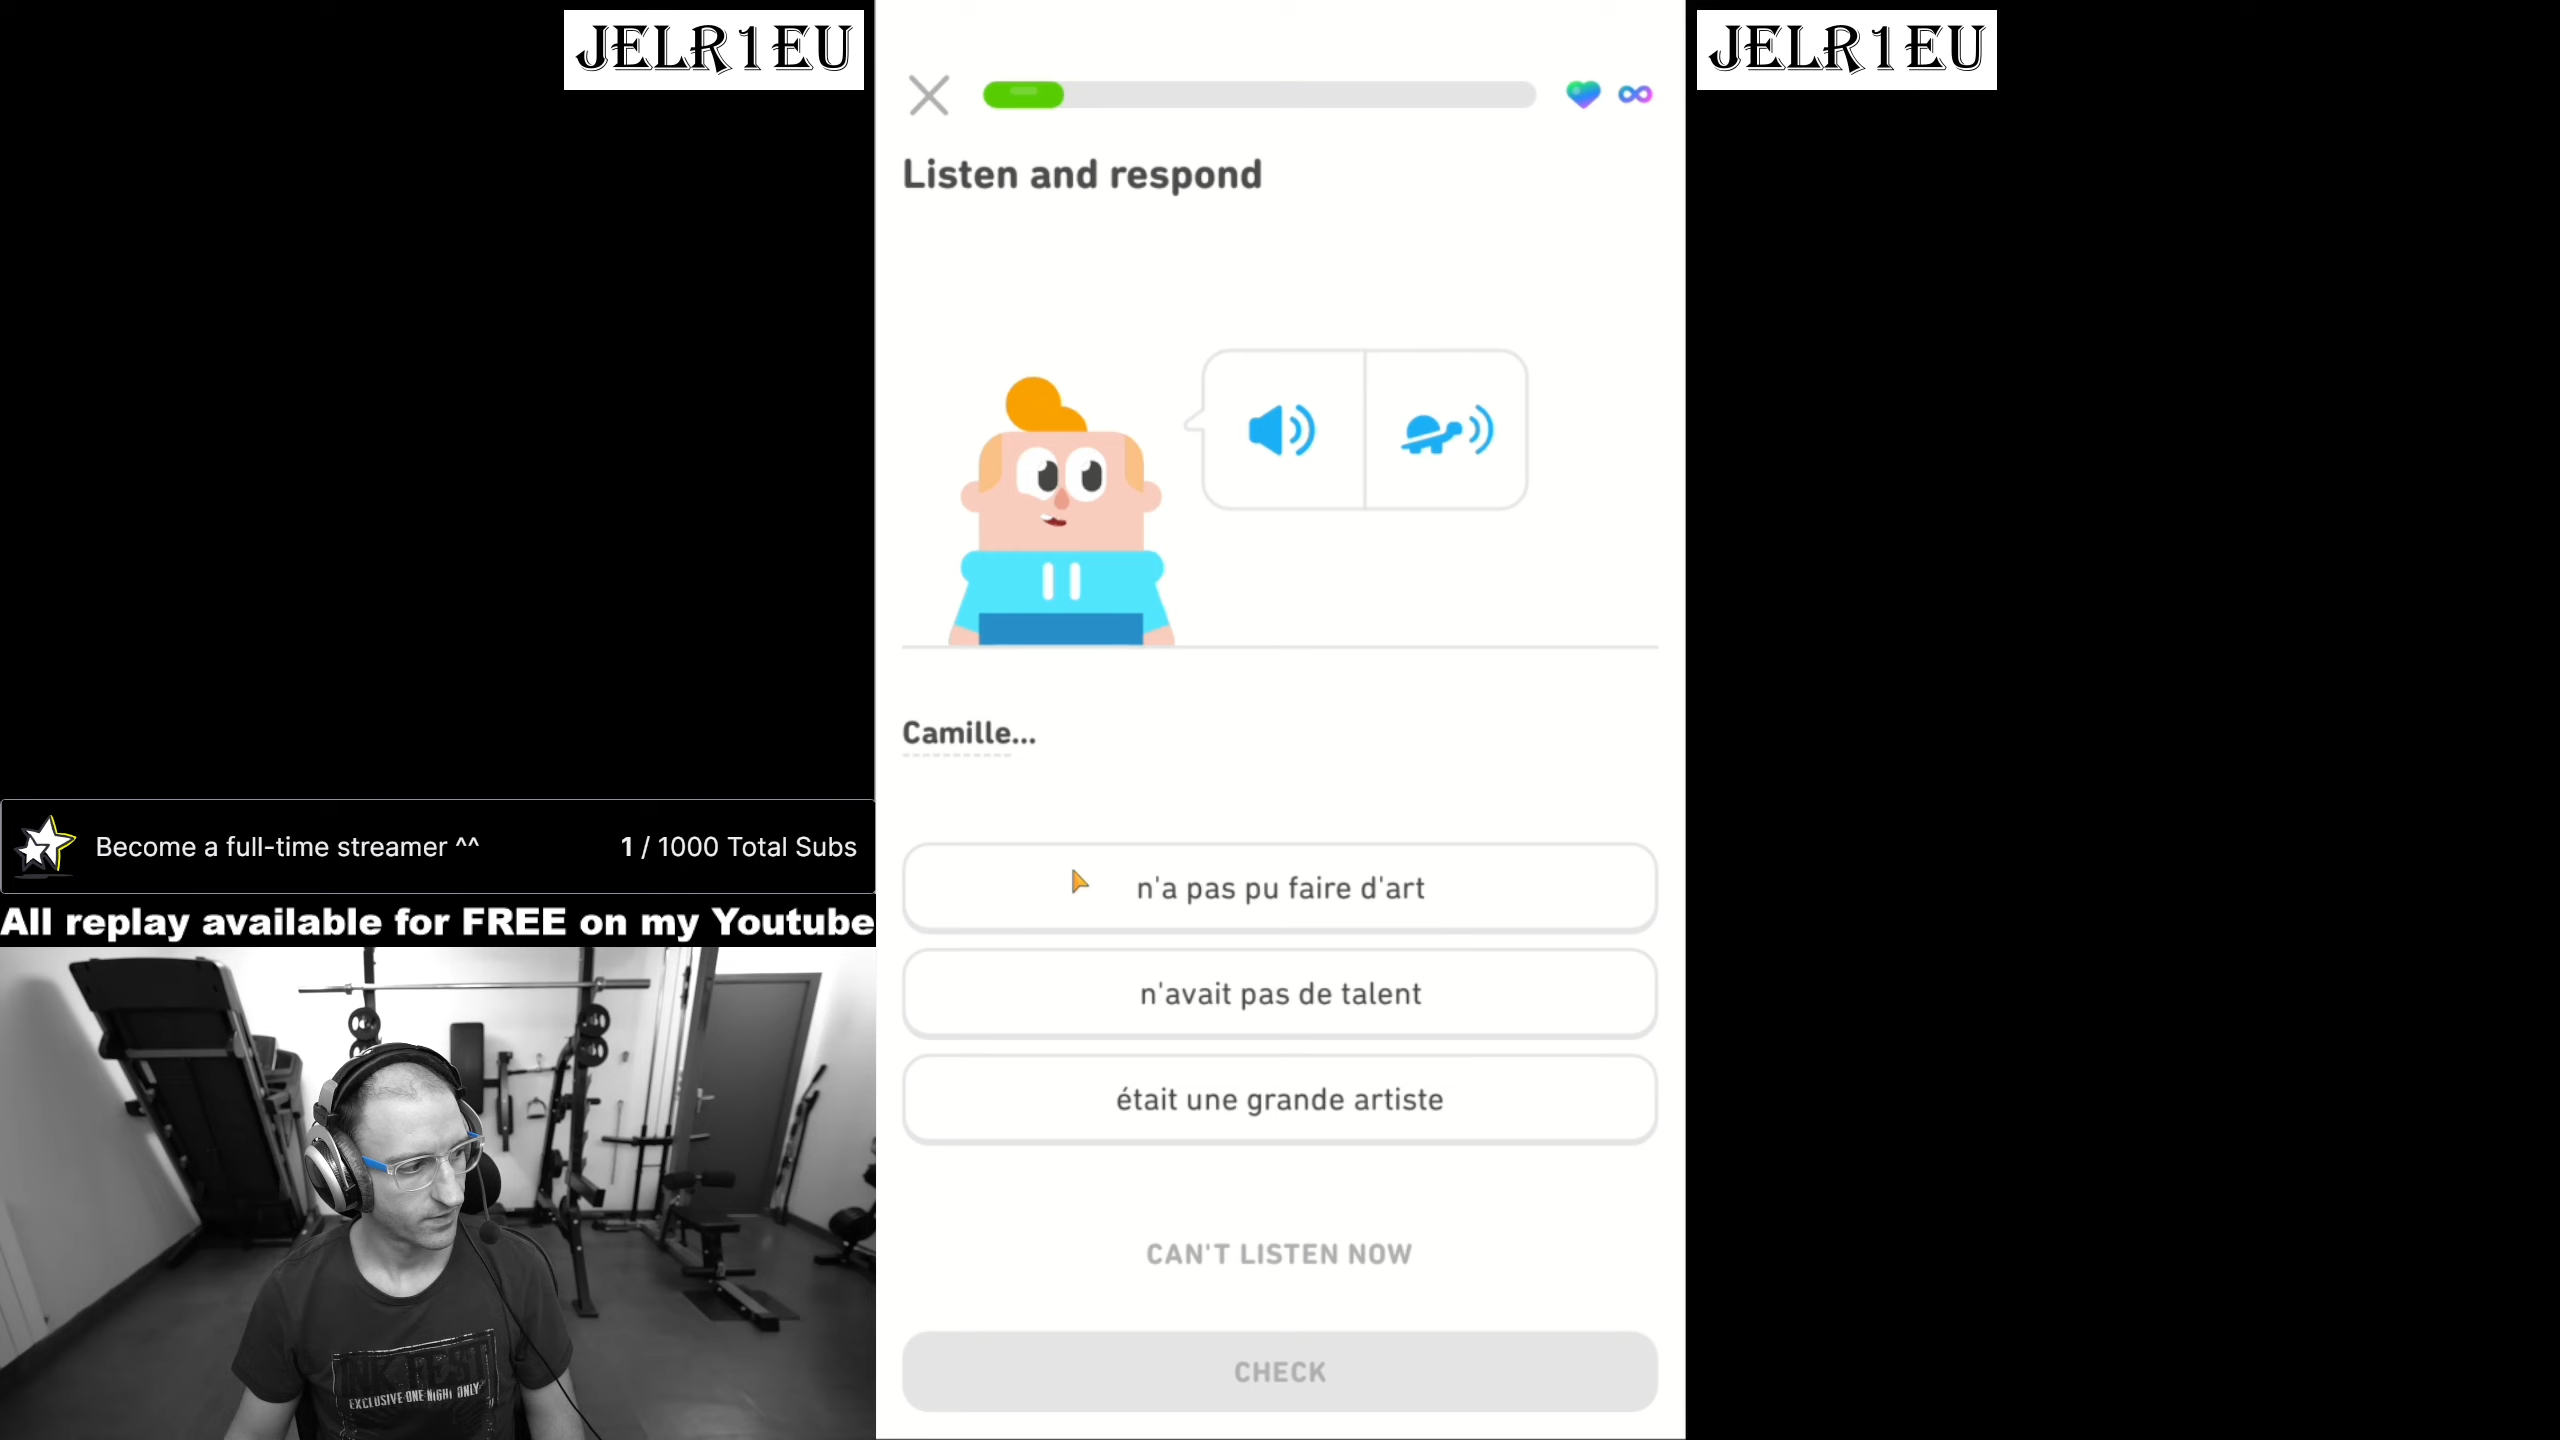 JELR1EU
JELR1EU
Listen and respond
Camille...
n'a pas pu faire d'art
n'avait pas de talent
était une grande artiste
CAN'T LISTEN NOW
CHECK
Become a full-time streamer ^^
1 / 1000 Total Subs
All replay available for FREE on my Youtube
EXCLUSIVE ONE NIGHT ONLY